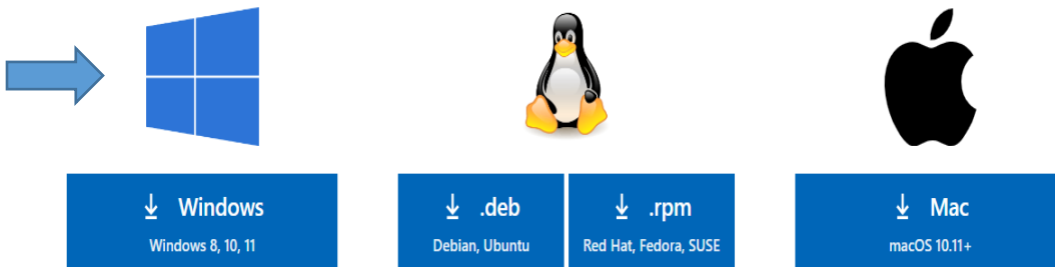 Windows
Windows 8, 10, 11
.deb
Debian, Ubuntu
.rpm
Red Hat, Fedora, SUSE
Mac
macOS 10.11+